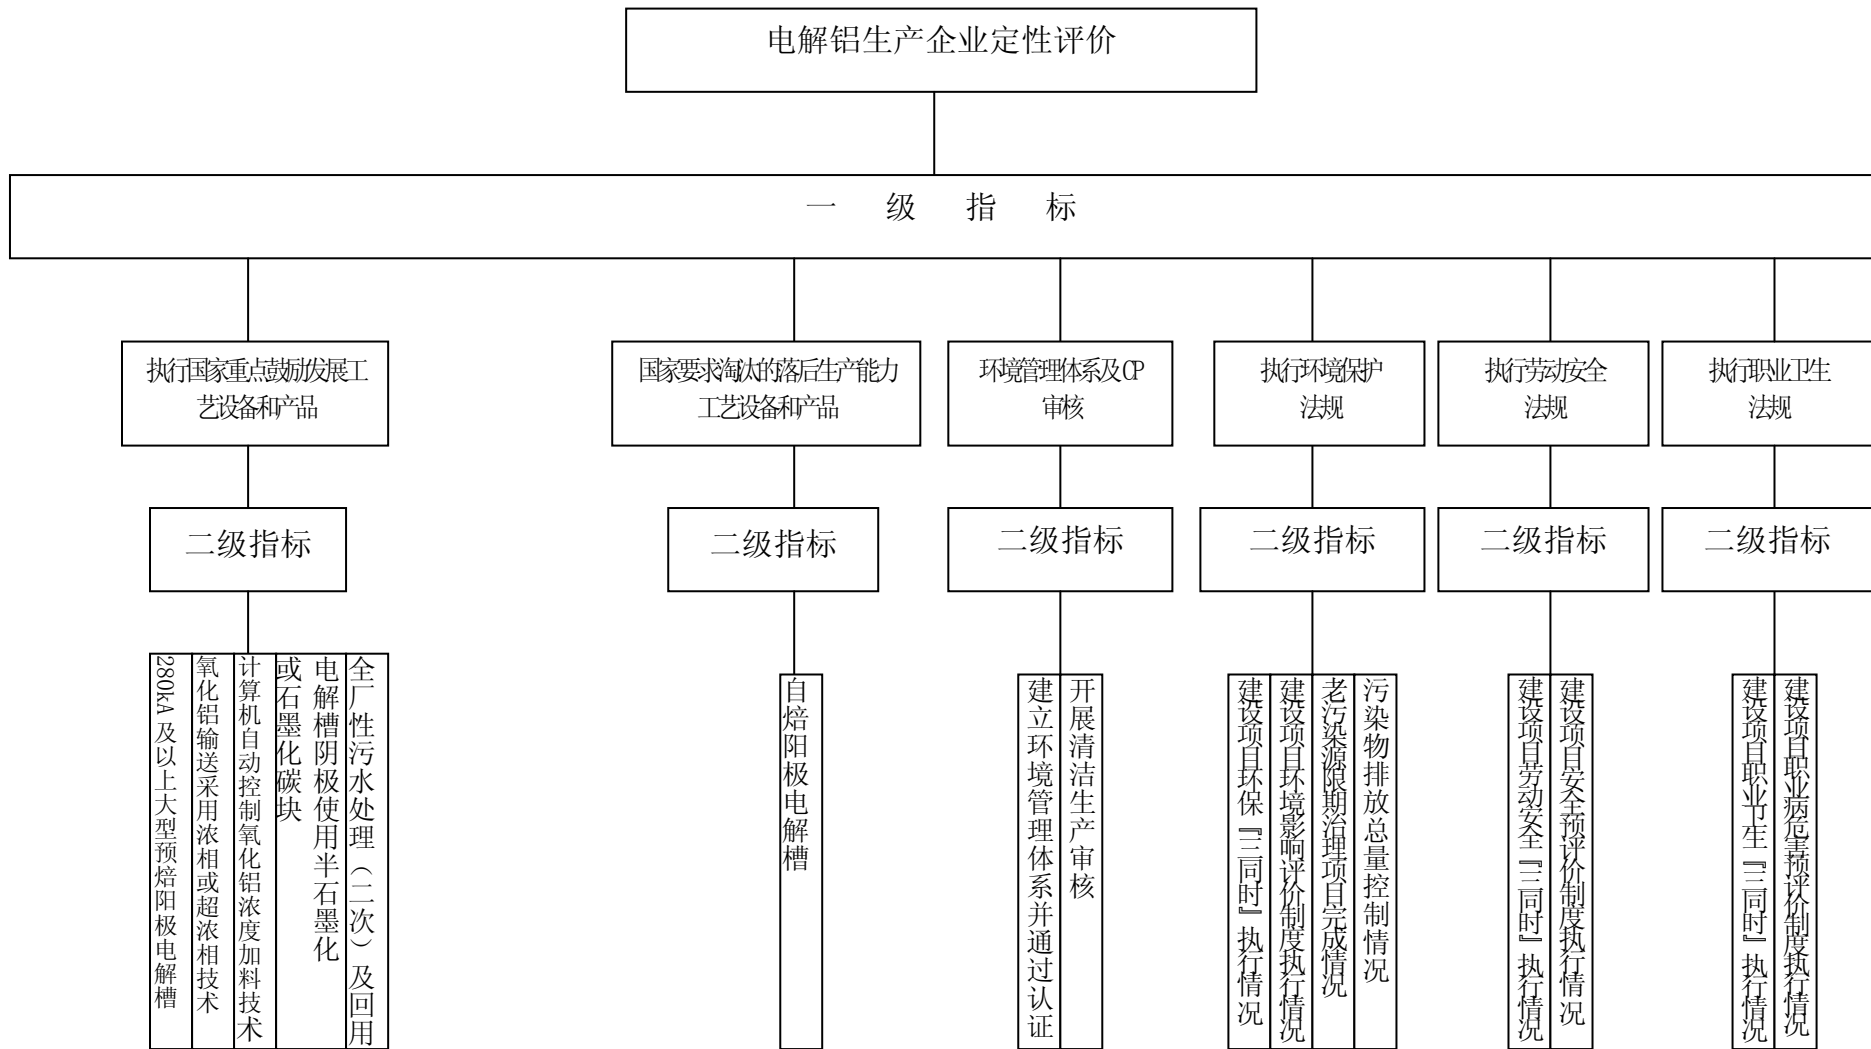 电解铝生产企业定性评价
一级指标
执行国家重点鼓励发展工
艺设备和产品
国家要求淘汰的落后生产能力
工艺设备和产品
环境管理体系及CP
审核
执行环境保护
法规
执行劳动安全
法规
执行职业卫生
法规
二级指标
二级指标
二级指标
二级指标
二级指标
二级指标
280kA及以上大型预焙阳极电解槽
氧化铝输送采用浓相或超浓相技术
计算机自动控制氧化铝浓度加料技术
电解槽阴极使用半石墨化
或石墨化碳块
全厂性污水处理（二次）及回用
自焙阳极电解槽
建立环境管理体系并通过认证
开展清洁生产审核
建设项目环保『三同时』执行情况
建设项目环境影响评价制度执行情况
老污染源限期治理项目完成情况
污染物排放总量控制情况
建设项目劳动安全『三同时』执行情况
建设项目安全预评价制度执行情况
建设项目职业卫生『三同时』执行情况
建设项目职业病危害预评价制度执行情况